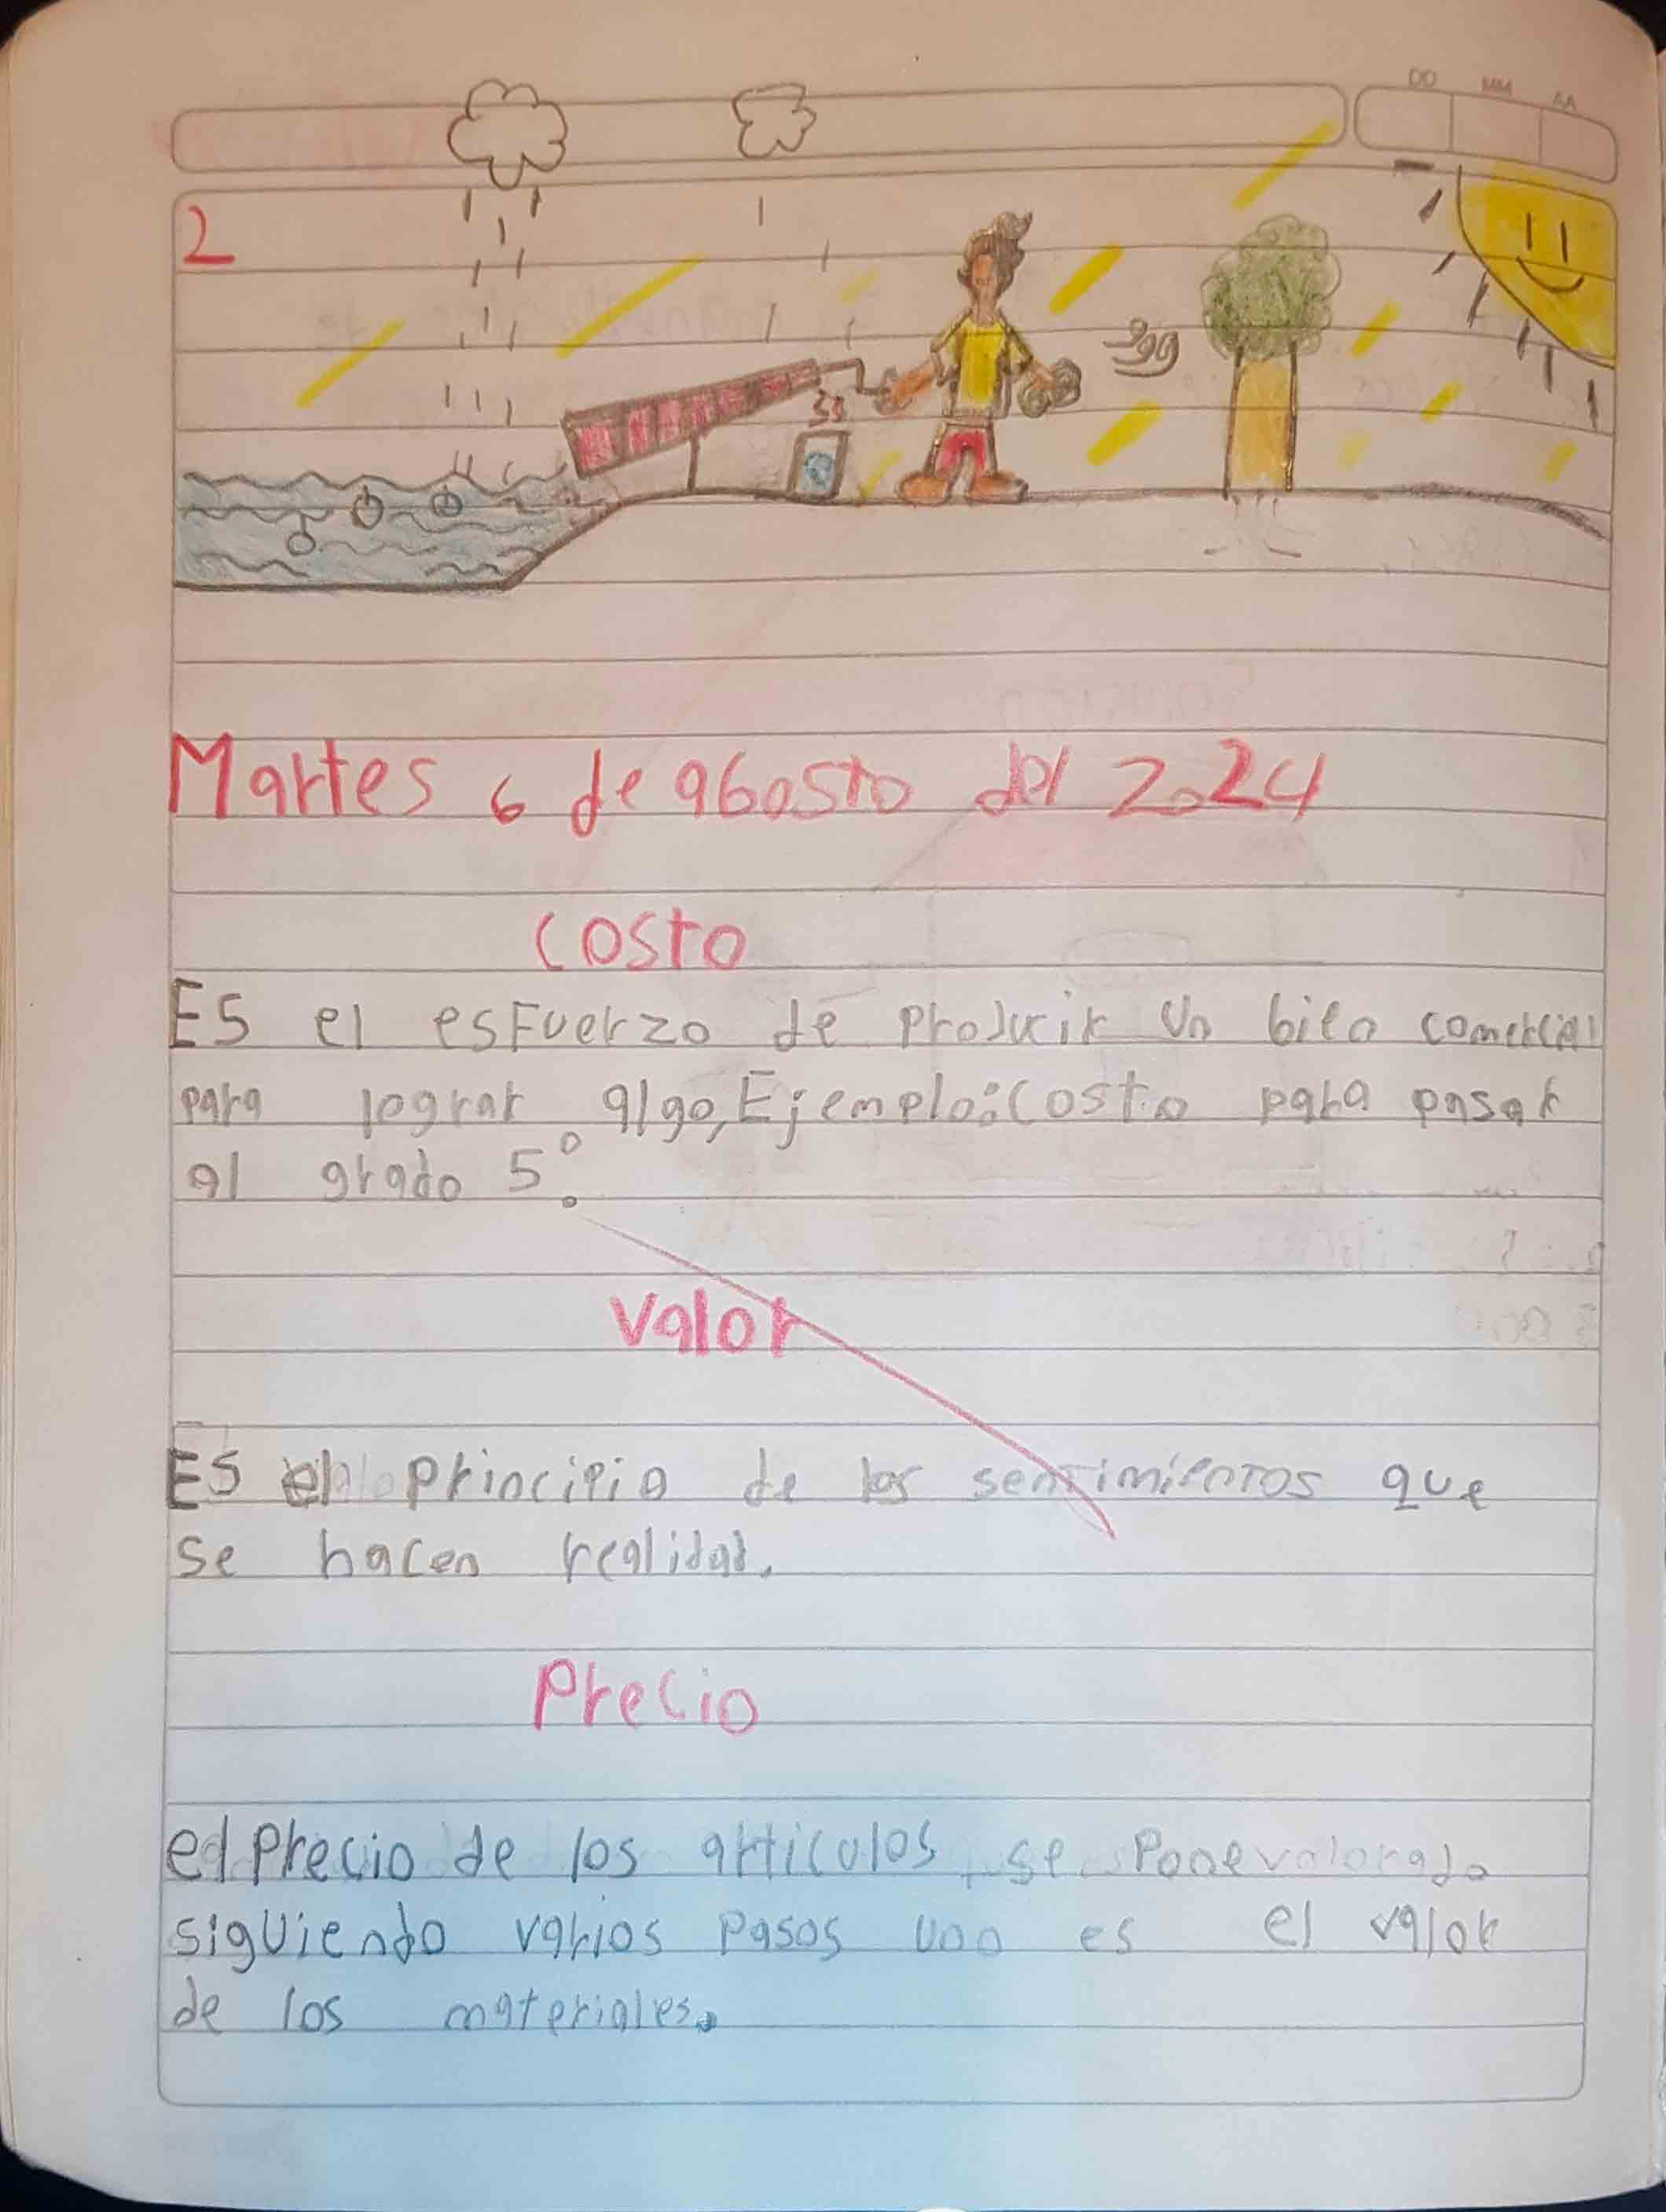 DD MM AA
2
Martes 6 de agosto del 2024
Costo
Es el esfuerzo de producir un bien comercial
para lograr algo, Ejemplo: Costo para pasar
al grado 5°.
Valor
Es el principio de los sentimientos que
se hacen realidad.
Precio
el precio de los articulos, se pone valorado
siguiendo varios pasos uno es el valor
de los materiales.